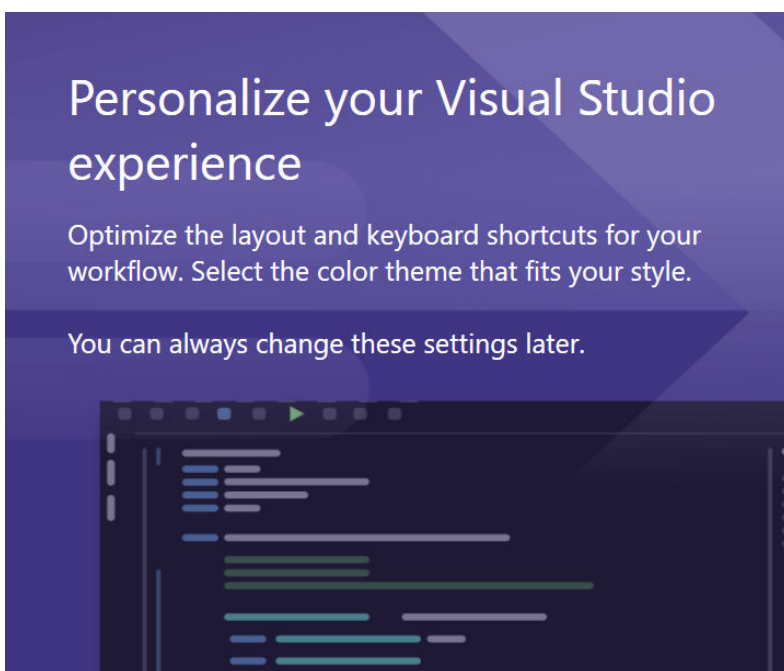 Personalize your Visual Studio
experience
Optimize the layout and keyboard shortcuts for your
workflow. Select the color theme that fits your style.
You can always change these settings later.